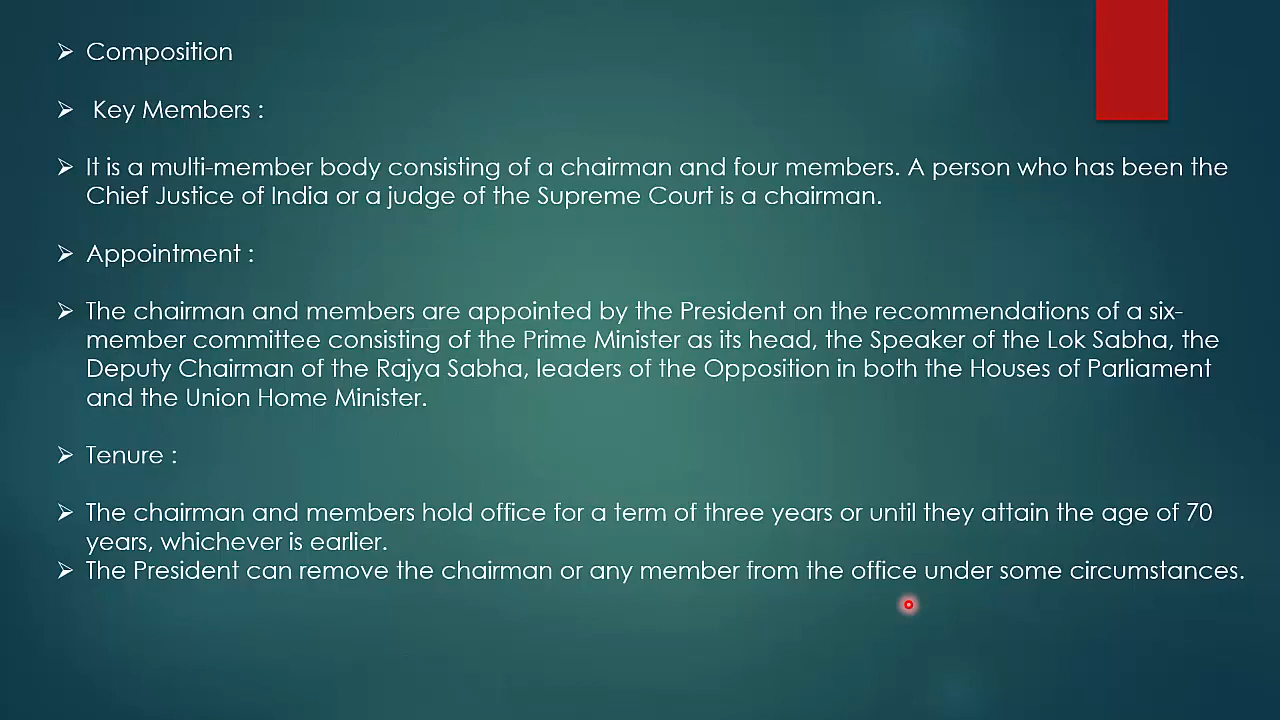 ➢ Composition
➢ Key Members :
➢ It is a multi-member body consisting of a chairman and four members. A person who has been the
Chief Justice of India or a judge of the Supreme Court is a chairman.
➢ Appointment :
➢ The chairman and members are appointed by the President on the recommendations of a six-
member committee consisting of the Prime Minister as its head, the Speaker of the Lok Sabha, the
Deputy Chairman of the Rajya Sabha, leaders of the Opposition in both the Houses of Parliament
and the Union Home Minister.
➢ Tenure :
➢ The chairman and members hold office for a term of three years or until they attain the age of 70
years, whichever is earlier.
➢ The President can remove the chairman or any member from the office under some circumstances.